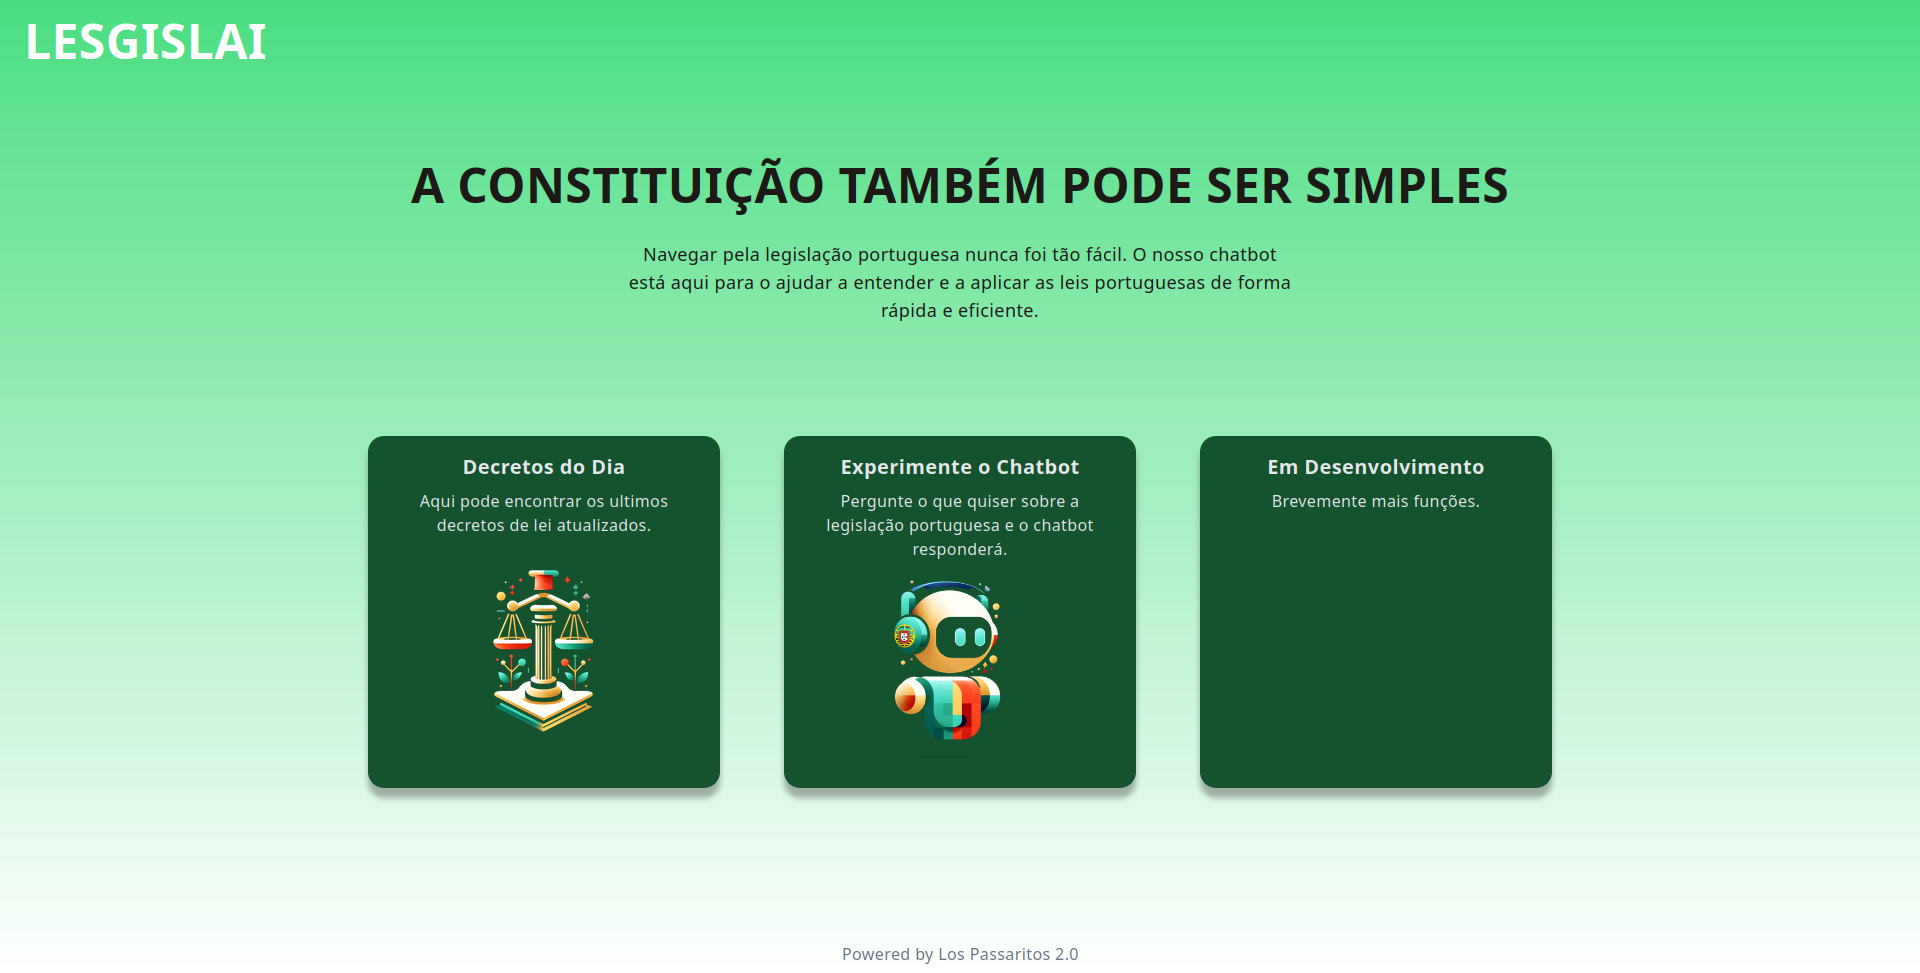 LESGISLAI
A CONSTITUIÇÃO TAMBÉM PODE SER SIMPLES
Navegar pela legislação portuguesa nunca foi tão fácil. O nosso chatbot
está aqui para o ajudar a entender e a aplicar as leis portuguesas de forma
rápida e eficiente.
Decretos do Dia
Aqui pode encontrar os ultimos
decretos de lei atualizados.
Experimente o Chatbot
Pergunte o que quiser sobre a
legislação portuguesa e o chatbot
responderá.
Em Desenvolvimento
Brevemente mais funções.
Powered by Los Passaritos 2.0